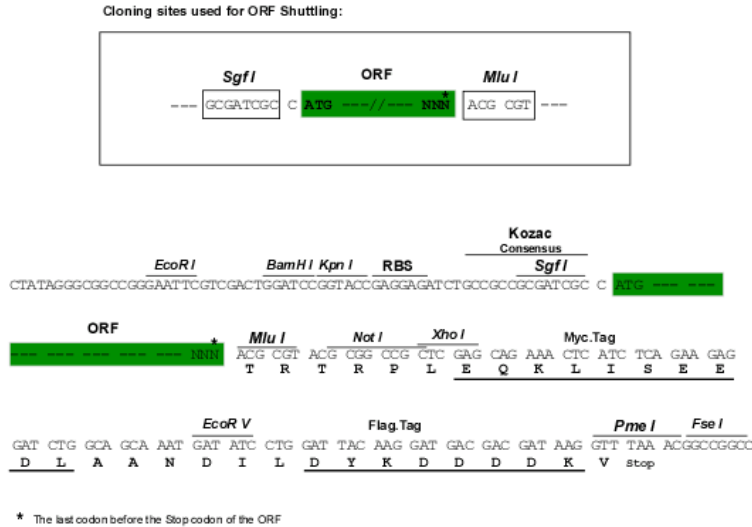 Cloning sites used for ORF Shuttling:
Sgf I ORF Mlu I
*
--- GCGATCGC C ATG ---//--- NNN ACG CGT ---
Kozac
Consensus
EcoR I BamH I Kpn I RBS Sgf I
CTATAGGGCGGCCGGGAATTCGTCGACTGGATCCGGTACCGAGGAGATCTGCCGCCGCGATCGC C ATG --- ---
ORF
* Mlu I Not I Xho I Myc.Tag
--- --- --- --- --- NNN ACG CGT ACG CGG CCG CTC GAG CAG AAA CTC ATC TCA GAA GAG
T R T R P L E Q K L I S E E
EcoR V Flag.Tag Pme I Fse I
GAT CTG GCA GCA AAT GAT ATC CTG GAT TAC AAG GAT GAC GAC GAT AAG GTT TAA ACGGCCGGCC
D L A A N D I L D Y K D D D D K V Stop
* The last codon before the Stop codon of the ORF